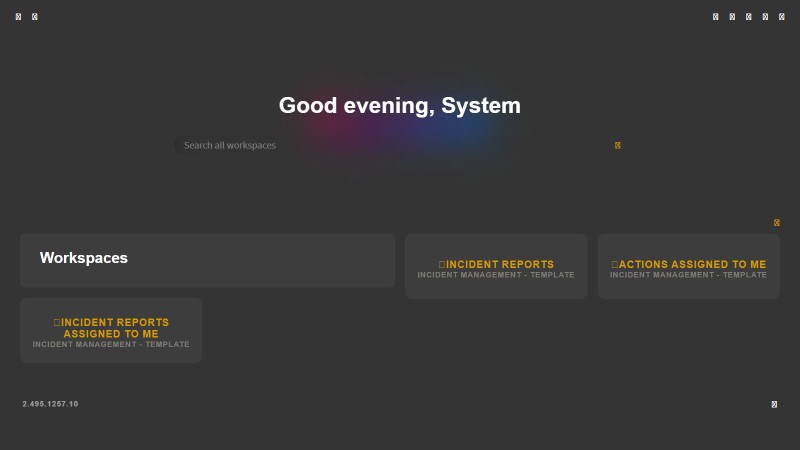 Good evening, System
Search all workspaces
Workspaces
INCIDENT REPORTS
INCIDENT MANAGEMENT - TEMPLATE
ACTIONS ASSIGNED TO ME
INCIDENT MANAGEMENT - TEMPLATE
INCIDENT REPORTS
ASSIGNED TO ME
INCIDENT MANAGEMENT - TEMPLATE
2.495.1257.10